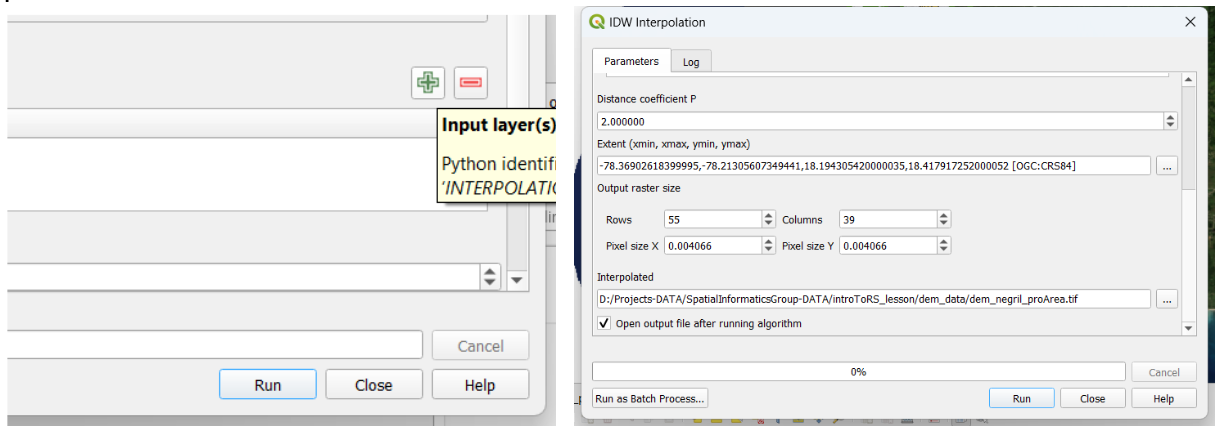 Input layer(s)
Python identifi
'INTERPOLATIO
Cancel
Run Close Help
IDW Interpolation
Parameters Log
Distance coefficient P
2.000000
Extent (xmin, xmax, ymin, ymax)
-78.36902618399995,-78.21305607349441,18.194305420000035,18.417917252000052 [OGC:CRS84]
...
Output raster size
Rows 55 Columns 39
Pixel size X 0.004066 Pixel size Y 0.004066
Interpolated
D:/Projects-DATA/SpatialInformaticsGroup-DATA/introToRS_lesson/dem_data/dem_negril_proArea.tif
...
Open output file after running algorithm
0%
Cancel
Run as Batch Process...
Run Close Help